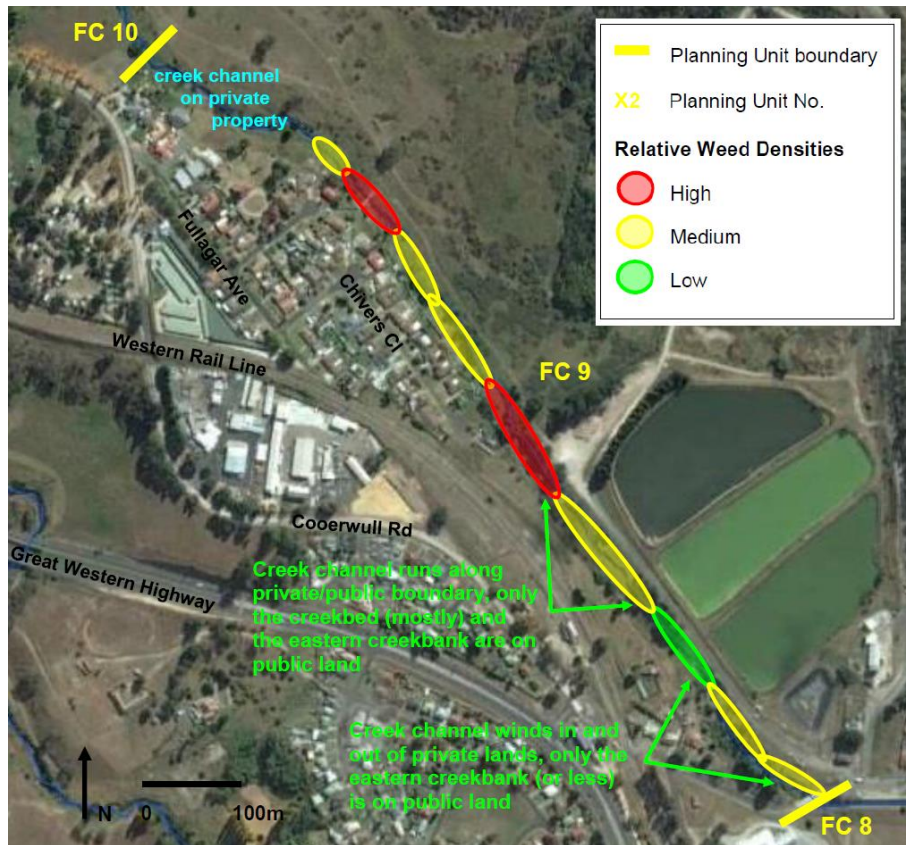 FC 10
creek channel
on private
property
Planning Unit boundary
X2 Planning Unit No.
Relative Weed Densities
High
Medium
Low
Fullagar Ave
Chivers Cl
Western Rail Line
FC 9
Cooerwull Rd
Great Western Highway
Creek channel runs along
private/public boundary, only
the creekbed (mostly) and
the eastern creekbank are on
public land
Creek channel winds in and
out of private lands, only the
eastern creekbank (or less)
is on public land
N
0 100m
FC 8